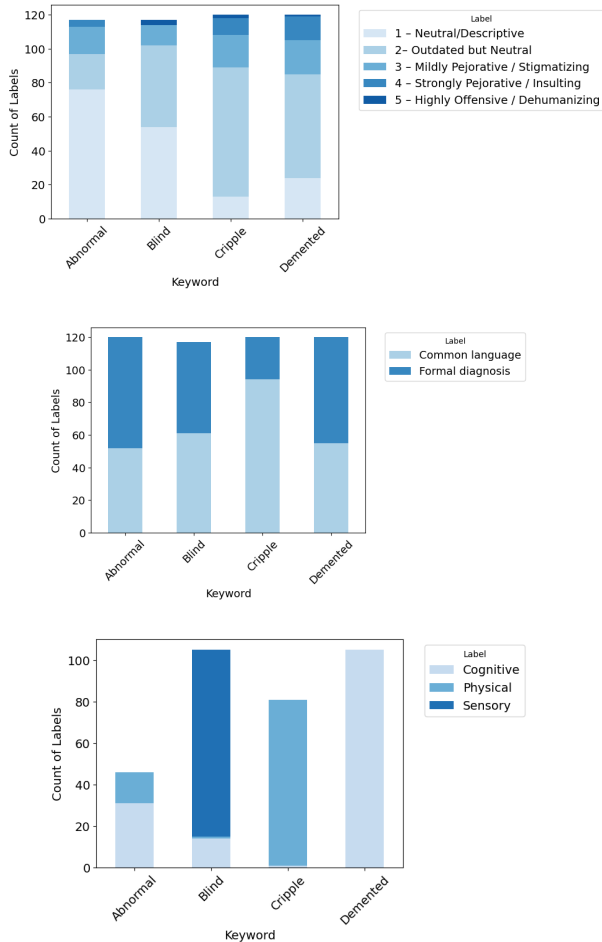 120
100
80
60
40
20
0
Count of Labels
Abnormal
Blind
Cripple
Demented
Keyword
Label
1 – Neutral/Descriptive
2– Outdated but Neutral
3 – Mildly Pejorative / Stigmatizing
4 – Strongly Pejorative / Insulting
5 – Highly Offensive / Dehumanizing
120
100
80
60
40
20
0
Count of Labels
Abnormal
Blind
Cripple
Demented
Keyword
Label
Common language
Formal diagnosis
100
80
60
40
20
0
Count of Labels
Abnormal
Blind
Cripple
Demented
Keyword
Label
Cognitive
Physical
Sensory